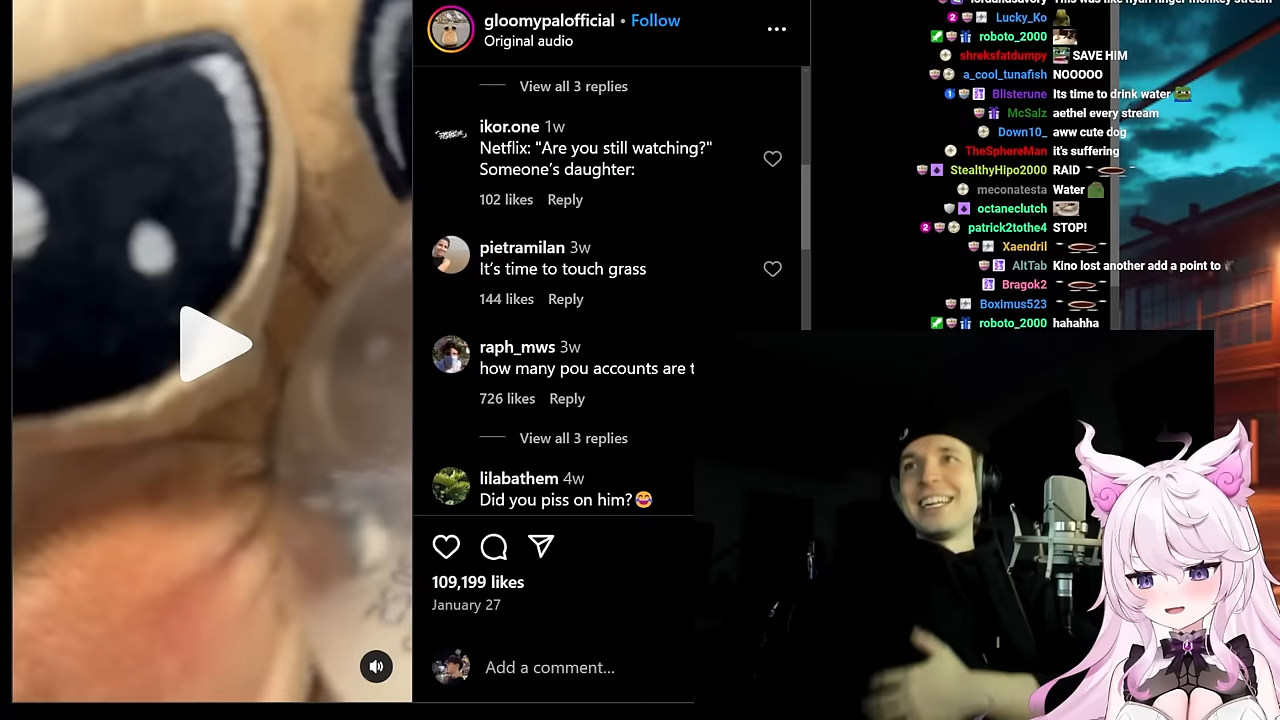 gloomypalofficial • Follow
Original audio
View all 3 replies
ikor.one 1w
Netflix: "Are you still watching?"
Someone's daughter:
102 likes Reply
pietramilan 3w
It's time to touch grass
144 likes Reply
raph_mws 3w
how many pou accounts are t
726 likes Reply
View all 3 replies
lilabathem 4w
Did you piss on him?😂
109,199 likes
January 27
Add a comment...
Lucky_Ko
roboto_2000
shreksfatdumpy SAVE HIM
a_cool_tunafish NOOOOO
Blisterune Its time to drink water
McSalz aethel every stream
Down10_ aww cute dog
TheSphereMan it's suffering
StealthyHipo2000 RAID
meconatesta Water
octaneclutch
patrick2tothe4 STOP!
Xaendril
AltTab Kino lost another add a point to
Bragok2
Boximus523
roboto_2000 hahahha